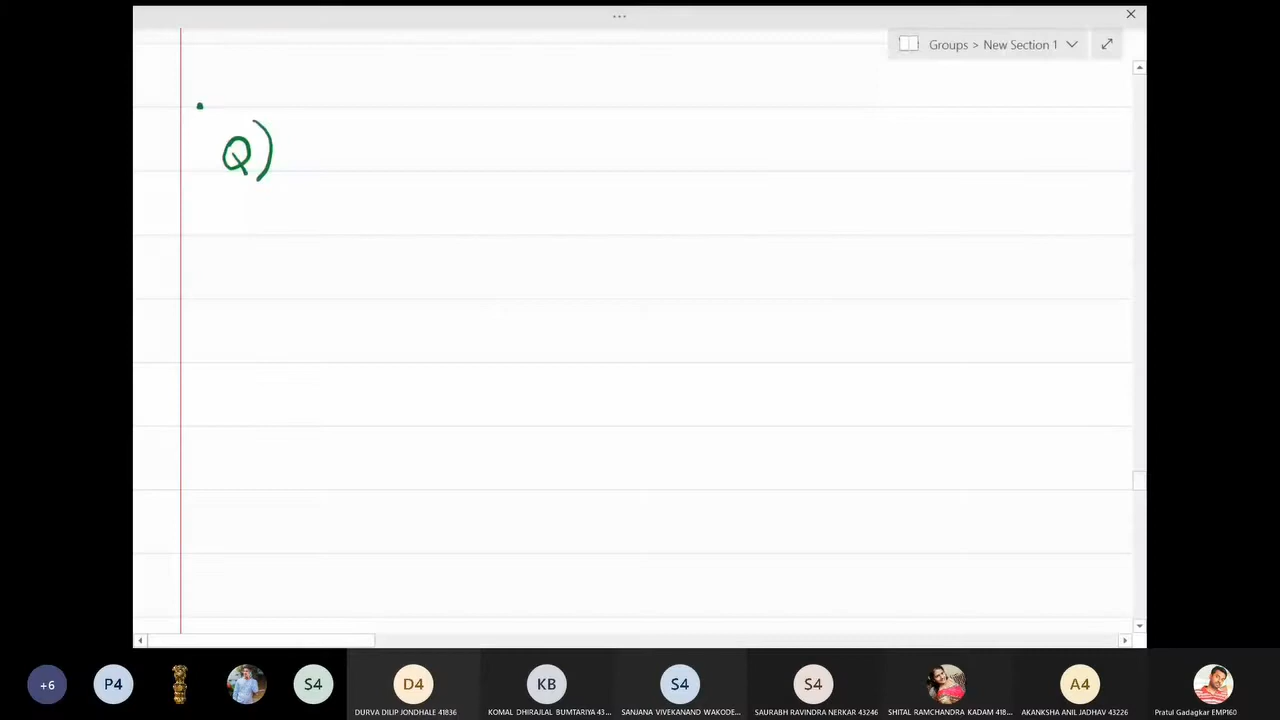 Groups > New Section 1
Q)
+6
P4
S4
D4
KB
S4
S4
A4
DURVA DILIP JONDHALE 41836
KOMAL DHIRAJLAL BUMTARIYA 43...
SANJANA VIVEKANAND WAKODE...
SAURABH RAVINDRA NERKAR 43246
SHITAL RAMCHANDRA KADAM 418...
AKANKSHA ANIL JADHAV 43226
Pratul Gadagkar EMP160